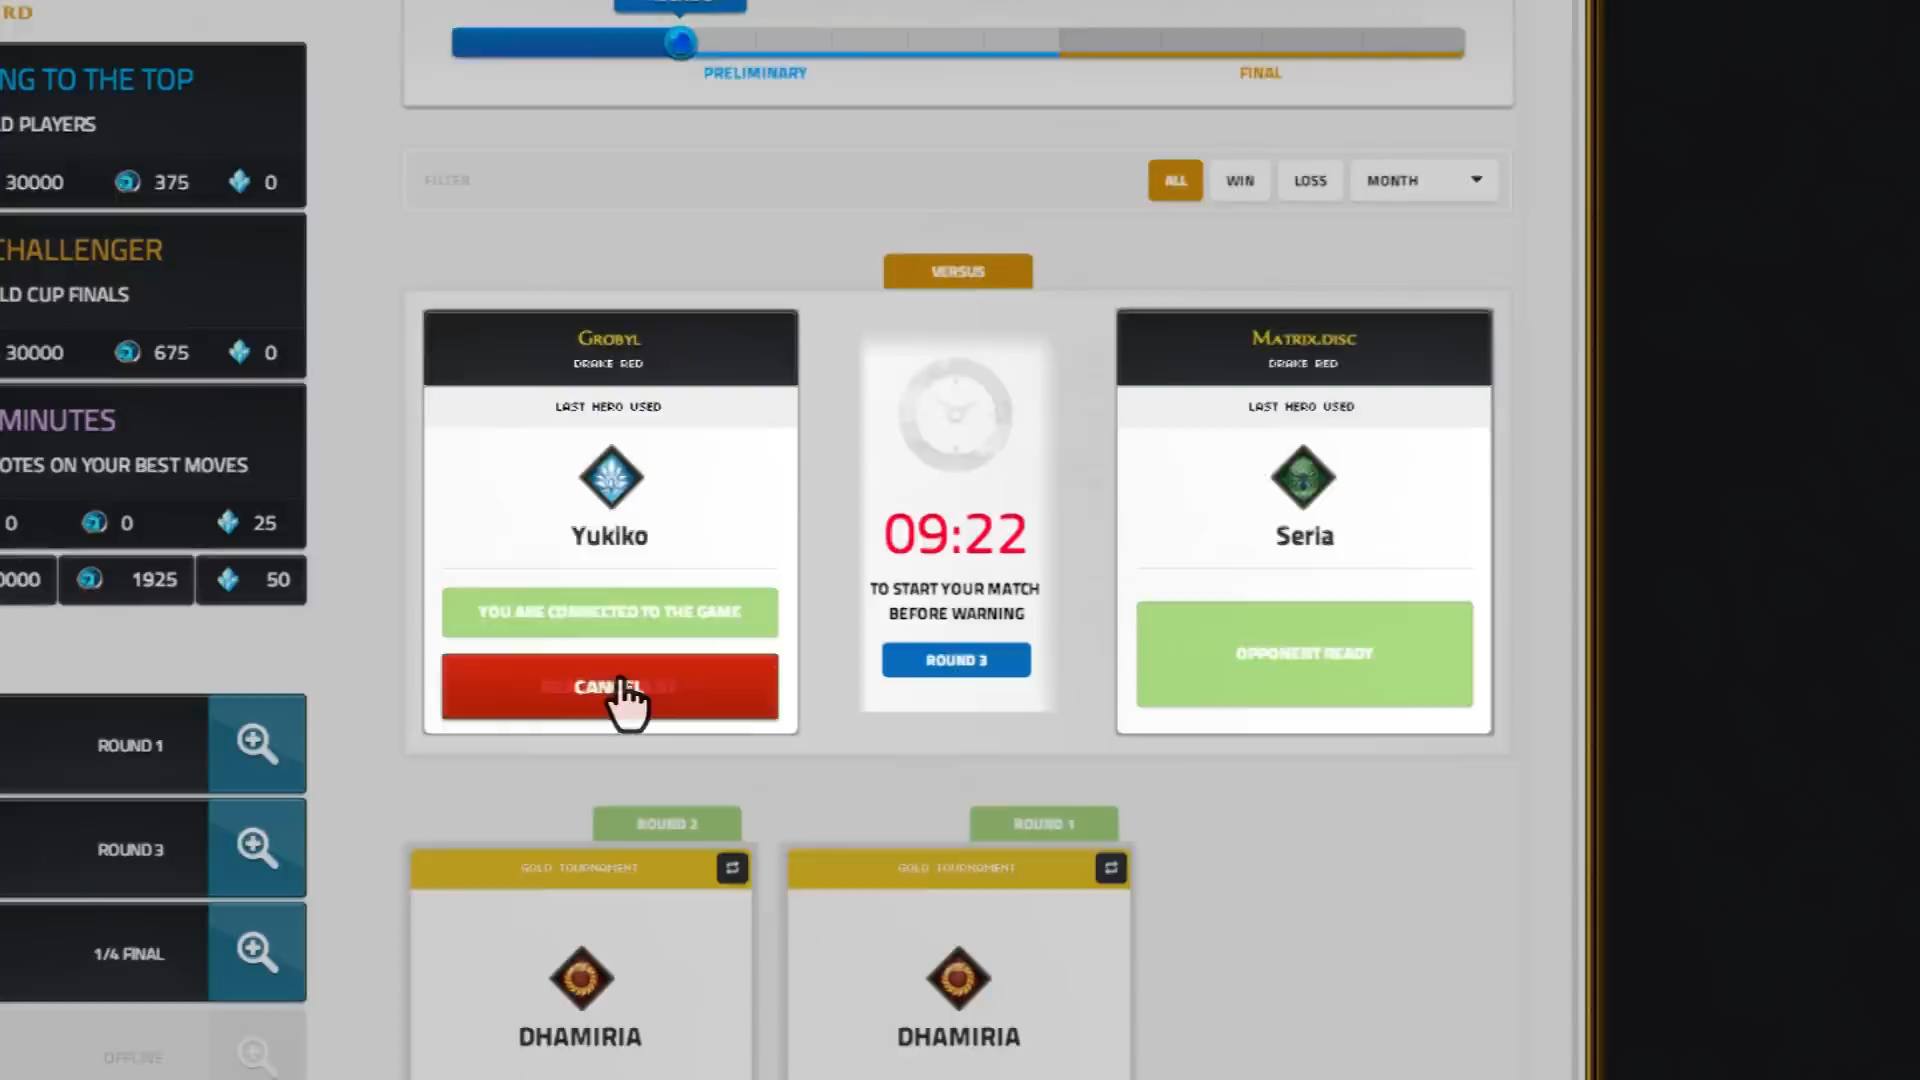 RD
NG TO THE TOP
D PLAYERS
30000 375 0
CHALLENGER
LD CUP FINALS
30000 675 0
MINUTES
OTES ON YOUR BEST MOVES
0 0 25
0000 1925 50
ROUND 1
ROUND 3
1/4 FINAL
OFFLINE
PRELIMINARY
FINAL
FILTER
ALL
WIN
LOSS
MONTH
VERSUS
GROBYL
DRAKE RED
LAST HERO USED
Yukiko
YOU ARE CONNECTED TO THE GAME
CANCEL
09:22
TO START YOUR MATCH
BEFORE WARNING
ROUND 3
MATRIX.DISC
DRAKE RED
LAST HERO USED
Seria
OPPONENT READY
ROUND 2
GOLD TOURNAMENT
DHAMIRIA
ROUND 1
GOLD TOURNAMENT
DHAMIRIA